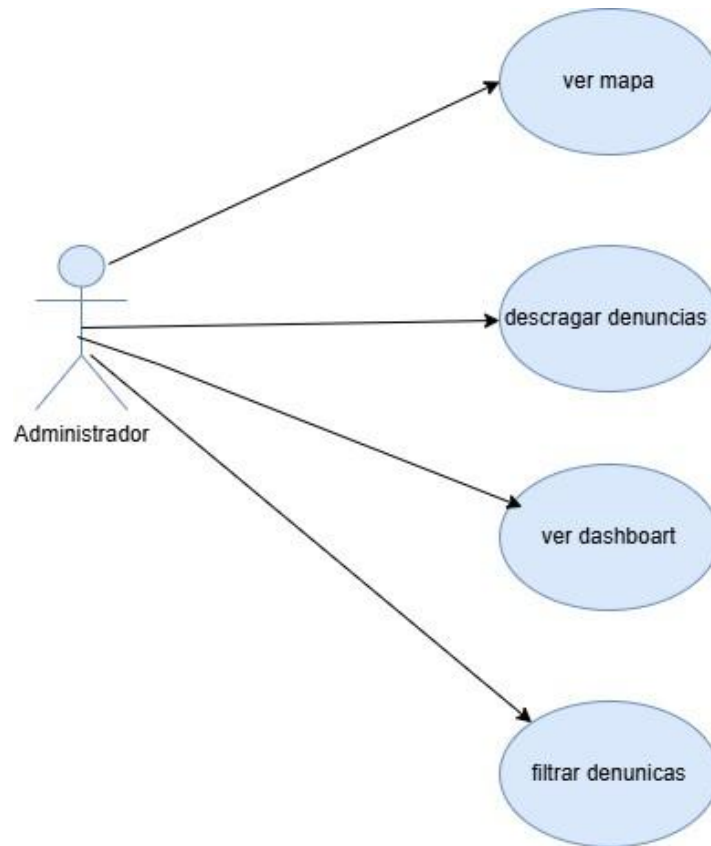 ver mapa
descragar denuncias
Administrador
ver dashboart
filtrar denunicas